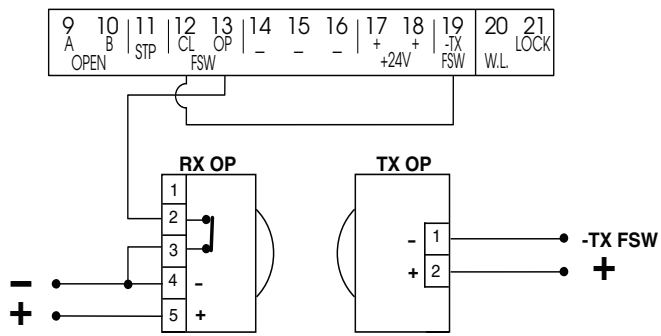 9 10 11 12 13 14 15 16 17 18 19 20 21
A B STP CL OP – – – + + -TX LOCK
OPEN FSW +24V FSW W.L.
RX OP TX OP
1
2
3
4 -
5 +
- 1 -TX FSW
+ 2 +
-
+